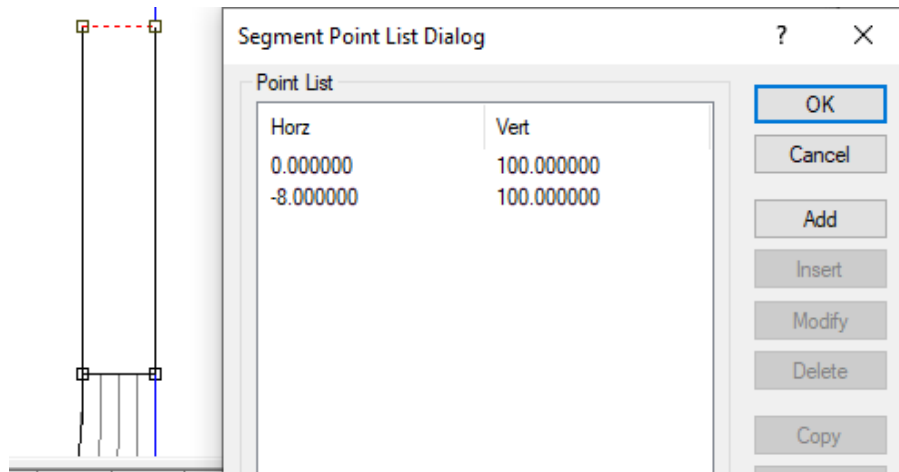 Segment Point List Dialog
?
Point List
Horz Vert
0.000000 100.000000
-8.000000 100.000000
OK
Cancel
Add
Insert
Modify
Delete
Copy